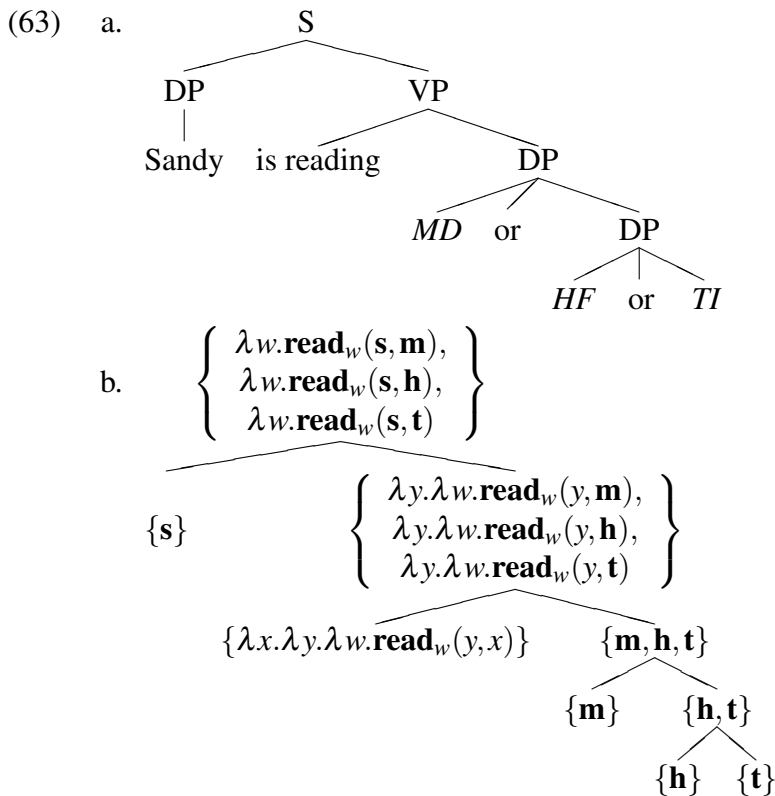 (63) a. S
DP VP
Sandy is reading DP
MD or DP
HF or TI
b. { λw.read_w(s, m),
λw.read_w(s, h),
λw.read_w(s, t) }
{s} { λy.λw.read_w(y, m),
λy.λw.read_w(y, h),
λy.λw.read_w(y, t) }
{λx.λy.λw.read_w(y, x)} {m, h, t}
{m} {h, t}
{h} {t}